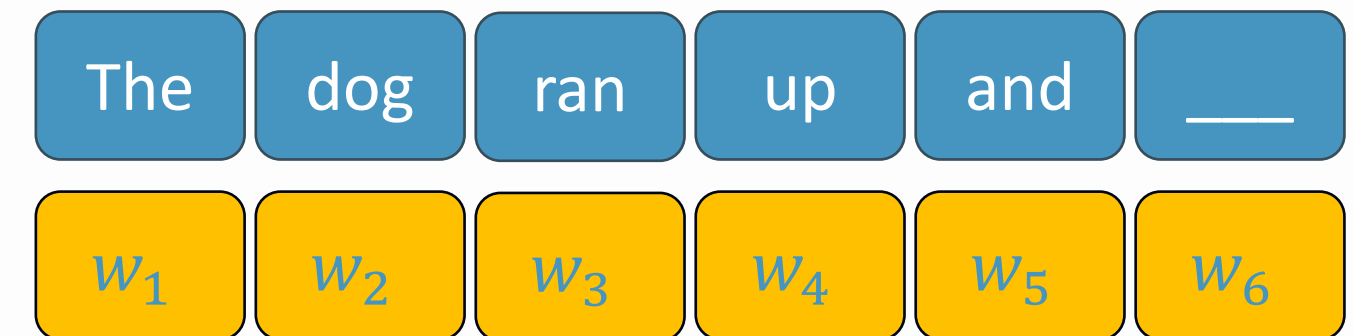 The dog ran up and ___
w₁ w₂ w₃ w₄ w₅ w₆